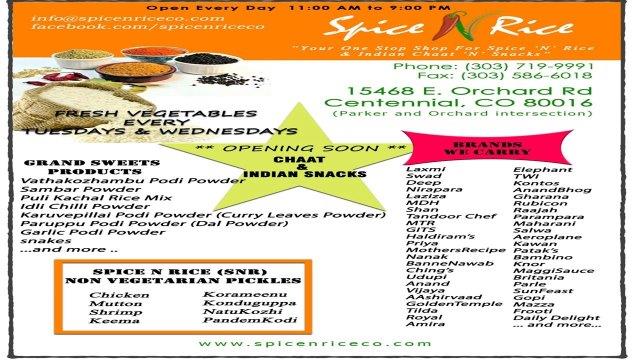 Open Every Day 11:00 AM to 9:00 PM
info@spicenriceco.com
facebook.com/spicenriceco
Spice N Rice
"Your One Stop Shop For Spice 'N' Rice
& Indian Chaat 'N' Snacks"
Phone: (303) 719-9991
Fax: (303) 586-6018
15468 E. Orchard Rd
Centennial, CO 80016
(Parker and Orchard intersection)
FRESH VEGETABLES
EVERY
TUESDAYS & WEDNESDAYS
** OPENING SOON **
CHAAT
&
INDIAN SNACKS
GRAND SWEETS
PRODUCTS
Vathakozhambu Podi Powder
Sambar Powder
Puli Kachal Rice Mix
Idli Chilli Powder
Karuvepillai Podi Powder (Curry Leaves Powder)
Paruppu Podi Powder (Dal Powder)
Garlic Podi Powder
snakes
...and more ..
SPICE N RICE (SNR)
NON VEGETARIAN PICKLES
Chicken Korameenu
Mutton Konduguppa
Shrimp NatuKozhi
Keema PandemKodi
BRANDS
WE CARRY
Laxmi Elephant
Swad TWI
Deep Kontos
Nirapara AnandBhog
Laziza Gharana
MDH Rubicon
Shan Raajah
Tandoor Chef Parampara
MTR Maharani
GITS Salwa
Haldiram's Aeroplane
Priya Kawan
MothersRecipe Patak's
Nanak Bambino
BanneNawab Knor
Ching's MaggiSauce
Udupi Britania
Anand Parle
Vijaya SunFeast
AAshirvaad Gopi
GoldenTemple Mazza
Tilda Frooti
Royal Daily Delight
Amira ... and more...
www.spicenriceco.com